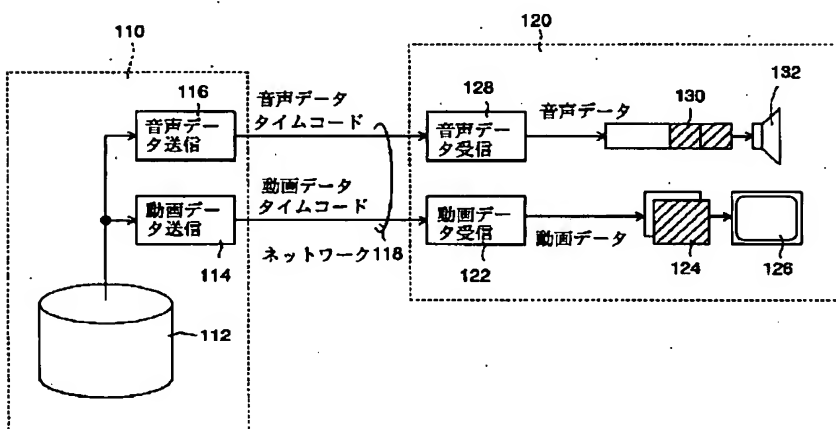 110
120
116
音声デー
タ送信
音声データ
タイムコード
128
音声デー
タ受信
音声データ
130
132
動画デー
タ送信
114
動画データ
タイムコード
ネットワーク118
動画デー
タ受信
122
動画データ
124
126
112